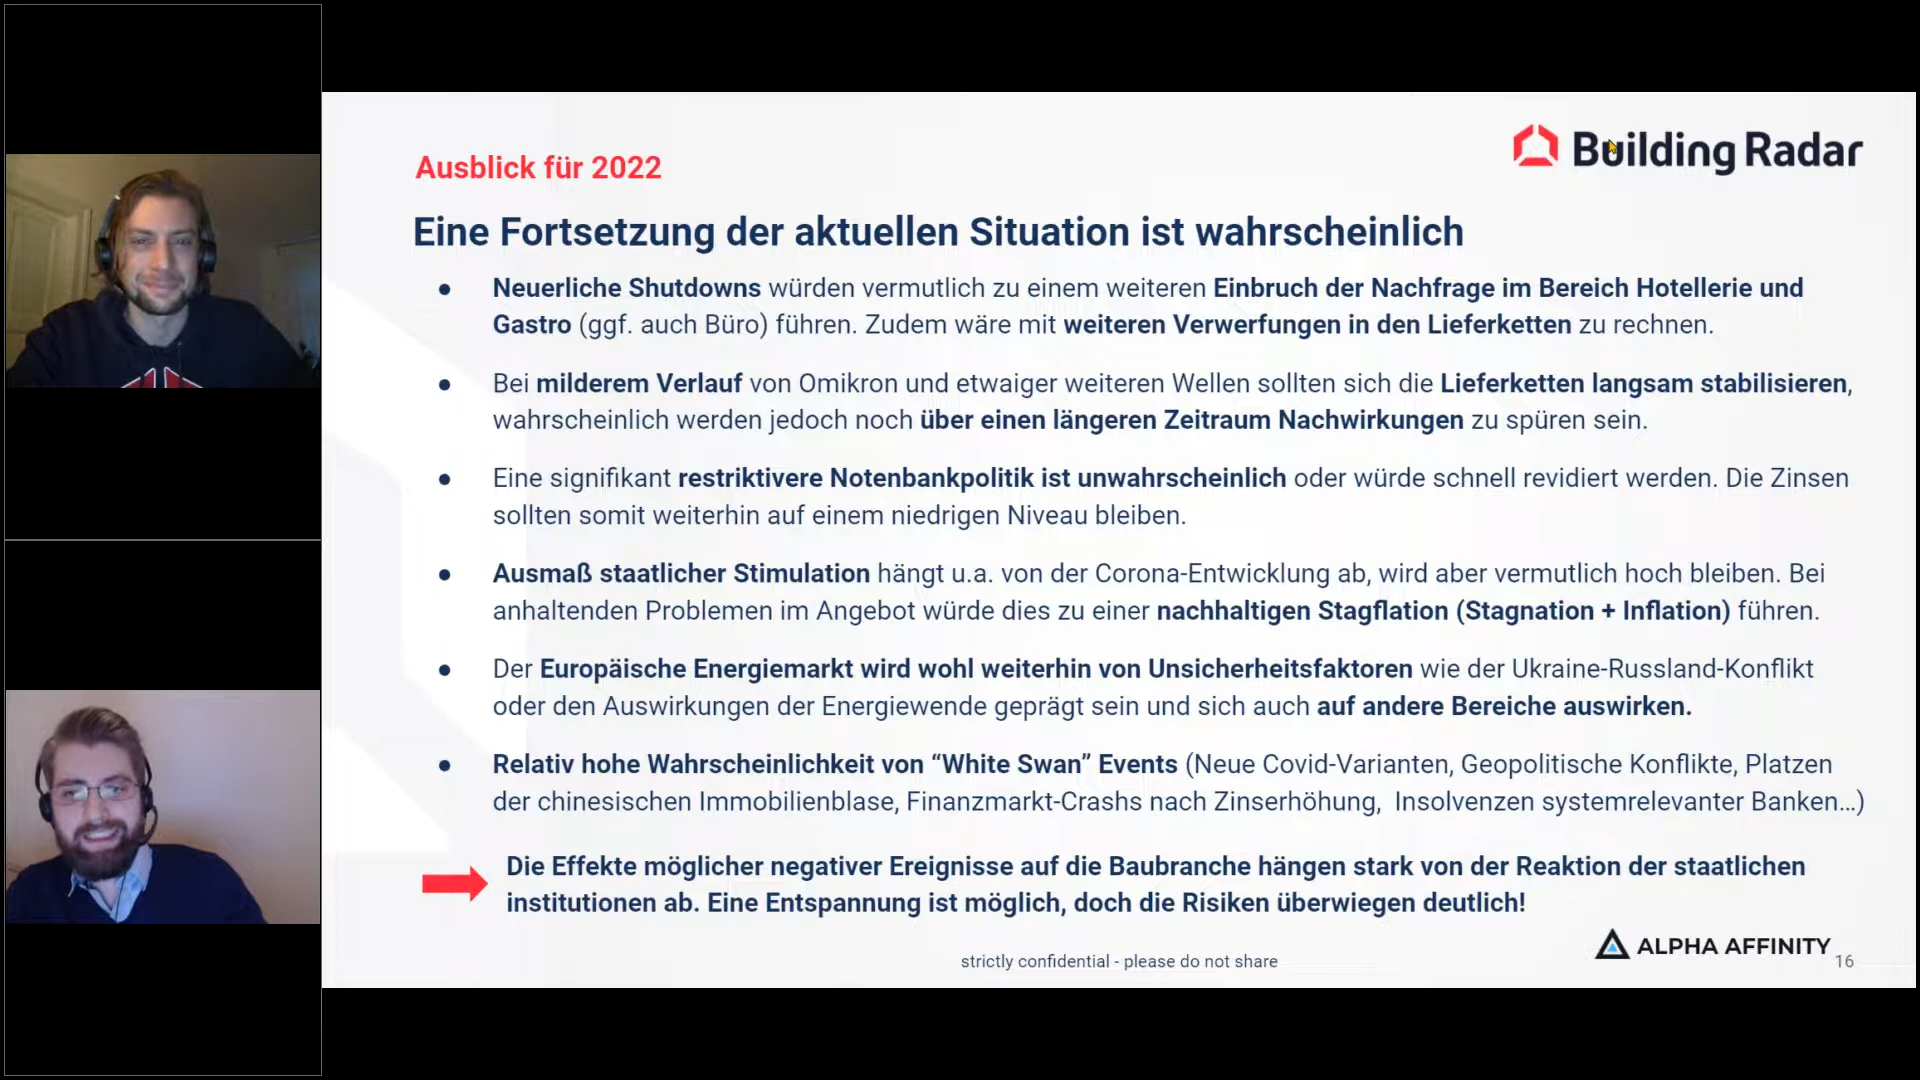 Building Radar
Ausblick für 2022
Eine Fortsetzung der aktuellen Situation ist wahrscheinlich
● Neuerliche Shutdowns würden vermutlich zu einem weiteren Einbruch der Nachfrage im Bereich Hotellerie und
Gastro (ggf. auch Büro) führen. Zudem wäre mit weiteren Verwerfungen in den Lieferketten zu rechnen.
● Bei milderem Verlauf von Omikron und etwaiger weiteren Wellen sollten sich die Lieferketten langsam stabilisieren,
wahrscheinlich werden jedoch noch über einen längeren Zeitraum Nachwirkungen zu spüren sein.
● Eine signifikant restriktivere Notenbankpolitik ist unwahrscheinlich oder würde schnell revidiert werden. Die Zinsen
sollten somit weiterhin auf einem niedrigen Niveau bleiben.
● Ausmaß staatlicher Stimulation hängt u.a. von der Corona-Entwicklung ab, wird aber vermutlich hoch bleiben. Bei
anhaltenden Problemen im Angebot würde dies zu einer nachhaltigen Stagflation (Stagnation + Inflation) führen.
● Der Europäische Energiemarkt wird wohl weiterhin von Unsicherheitsfaktoren wie der Ukraine-Russland-Konflikt
oder den Auswirkungen der Energiewende geprägt sein und sich auch auf andere Bereiche auswirken.
● Relativ hohe Wahrscheinlichkeit von “White Swan” Events (Neue Covid-Varianten, Geopolitische Konflikte, Platzen
der chinesischen Immobilienblase, Finanzmarkt-Crashs nach Zinserhöhung, Insolvenzen systemrelevanter Banken…)
Die Effekte möglicher negativer Ereignisse auf die Baubranche hängen stark von der Reaktion der staatlichen
institutionen ab. Eine Entspannung ist möglich, doch die Risiken überwiegen deutlich!
ALPHA AFFINITY
strictly confidential - please do not share
16